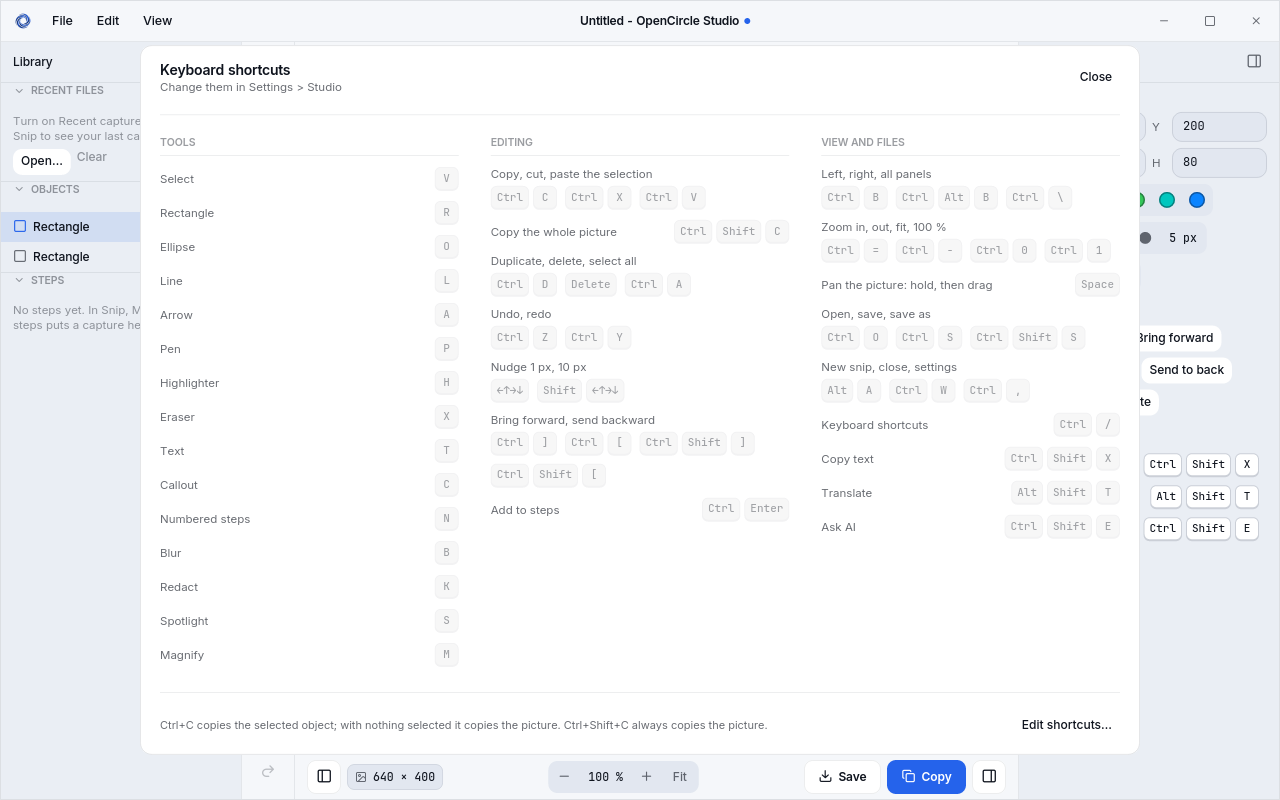 File Edit View
Untitled - OpenCircle Studio
Library
RECENT FILES
Turn on Recent capture
Snip to see your last ca
Open... Clear
OBJECTS
Rectangle
Rectangle
STEPS
No steps yet. In Snip, M
steps puts a capture he
Keyboard shortcuts
Change them in Settings > Studio
Close
TOOLS
Select V
Rectangle R
Ellipse O
Line L
Arrow A
Pen P
Highlighter H
Eraser X
Text T
Callout C
Numbered steps N
Blur B
Redact K
Spotlight S
Magnify M
EDITING
Copy, cut, paste the selection
Ctrl C Ctrl X Ctrl V
Copy the whole picture Ctrl Shift C
Duplicate, delete, select all
Ctrl D Delete Ctrl A
Undo, redo
Ctrl Z Ctrl Y
Nudge 1 px, 10 px
←↑→↓ Shift ←↑→↓
Bring forward, send backward
Ctrl ] Ctrl [ Ctrl Shift ]
Ctrl Shift [
Add to steps Ctrl Enter
VIEW AND FILES
Left, right, all panels
Ctrl B Ctrl Alt B Ctrl \
Zoom in, out, fit, 100 %
Ctrl = Ctrl - Ctrl 0 Ctrl 1
Pan the picture: hold, then drag Space
Open, save, save as
Ctrl O Ctrl S Ctrl Shift S
New snip, close, settings
Alt A Ctrl W Ctrl ,
Keyboard shortcuts Ctrl /
Copy text Ctrl Shift X
Translate Alt Shift T
Ask AI Ctrl Shift E
Ctrl+C copies the selected object; with nothing selected it copies the picture. Ctrl+Shift+C always copies the picture.
Edit shortcuts...
Y 200
H 80
5 px
Bring forward
Send to back
te
Ctrl Shift X
Alt Shift T
Ctrl Shift E
640 × 400
− 100 % + Fit
Save
Copy